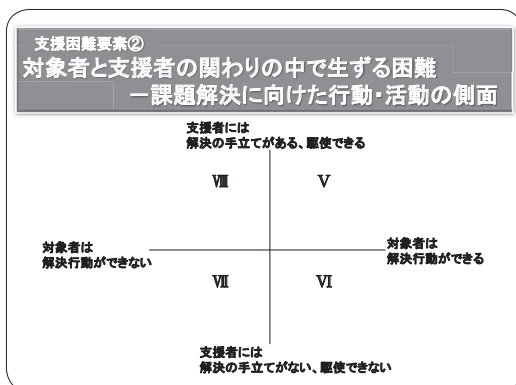 支援困難要素②
対象者と支援者の関わりの中で生ずる困難
－課題解決に向けた行動・活動の側面
支援者には
解決の手立てがある、駆使できる
Ⅷ Ⅴ
対象者は
解決行動ができない
対象者は
解決行動ができる
Ⅶ Ⅵ
支援者には
解決の手立てがない、駆使できない